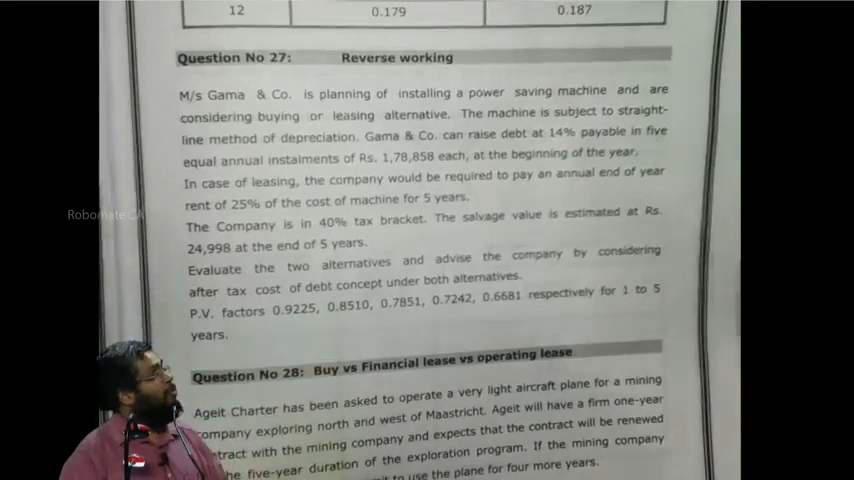 12 0.179 0.187
Question No 27: Reverse working
M/s Gama & Co. is planning of installing a power saving machine and are
considering buying or leasing alternative. The machine is subject to straight-
line method of depreciation. Gama & Co. can raise debt at 14% payable in five
equal annual instalments of Rs. 1,78,858 each, at the beginning of the year.
In case of leasing, the company would be required to pay an annual end of year
rent of 25% of the cost of machine for 5 years.
Robomate CA
The Company is in 40% tax bracket. The salvage value is estimated at Rs.
24,998 at the end of 5 years.
Evaluate the two alternatives and advise the company by considering
after tax cost of debt concept under both alternatives.
P.V. factors 0.9225, 0.8510, 0.7851, 0.7242, 0.6681 respectively for 1 to 5
years.
Question No 28: Buy vs Financial lease vs operating lease
Ageit Charter has been asked to operate a very light aircraft plane for a mining
company exploring north and west of Maastricht. Ageit will have a firm one-year
with the mining company and expects that the contract will be renewed
five-year duration of the exploration program. If the mining company
to use the plane for four more years.